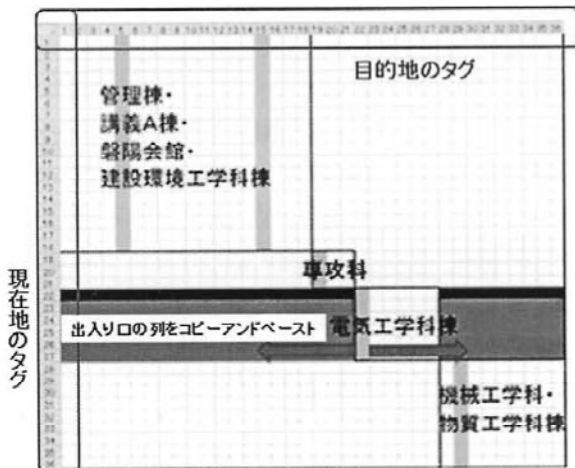 目的地のタグ
管理棟・
講義A棟・
磐陽会館・
建設環境工学科棟
専攻科
現在地のタグ
出入り口の列をコピーアンドペースト
電気工学科棟
機械工学科・
物質工学科棟